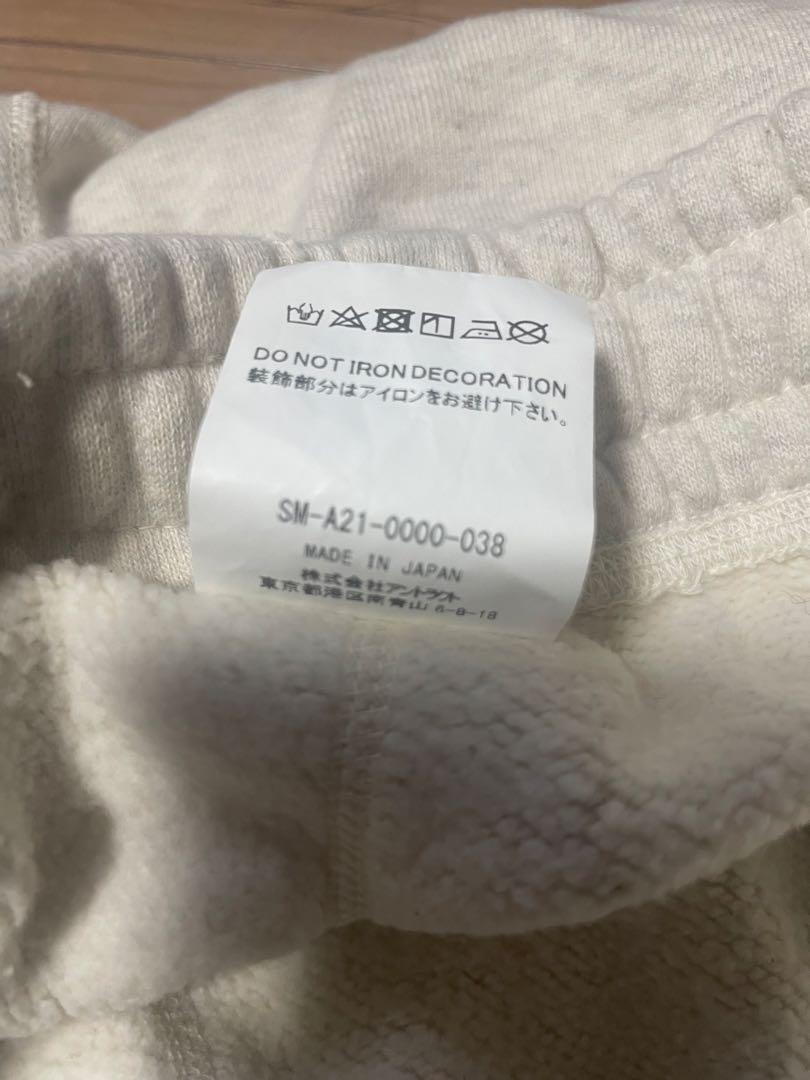 DO NOT IRON DECORATION
装飾部分はアイロンをお避け下さい。
SM-A21-0000-038
MADE IN JAPAN
株式会社アントラクト
東京都港区南青山 6-8-18